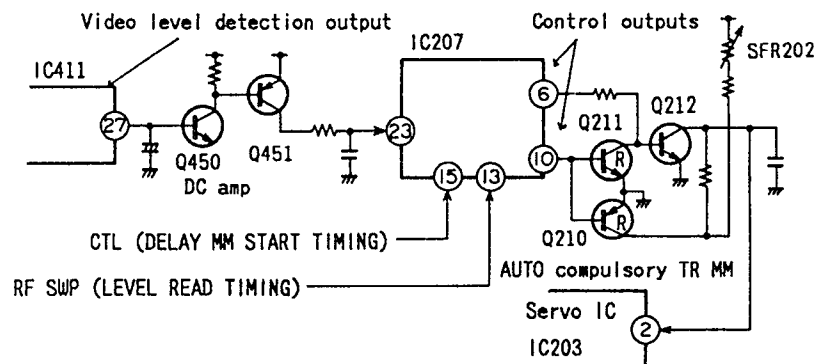 Video level detection output
Control outputs
IC411
IC207
SFR202
27
Q450
DC amp
Q451
23
6
10
Q211
R
Q212
15
13
Q210
R
CTL (DELAY MM START TIMING)
AUTO compulsory TR MM
RF SWP (LEVEL READ TIMING)
Servo IC
2
IC203